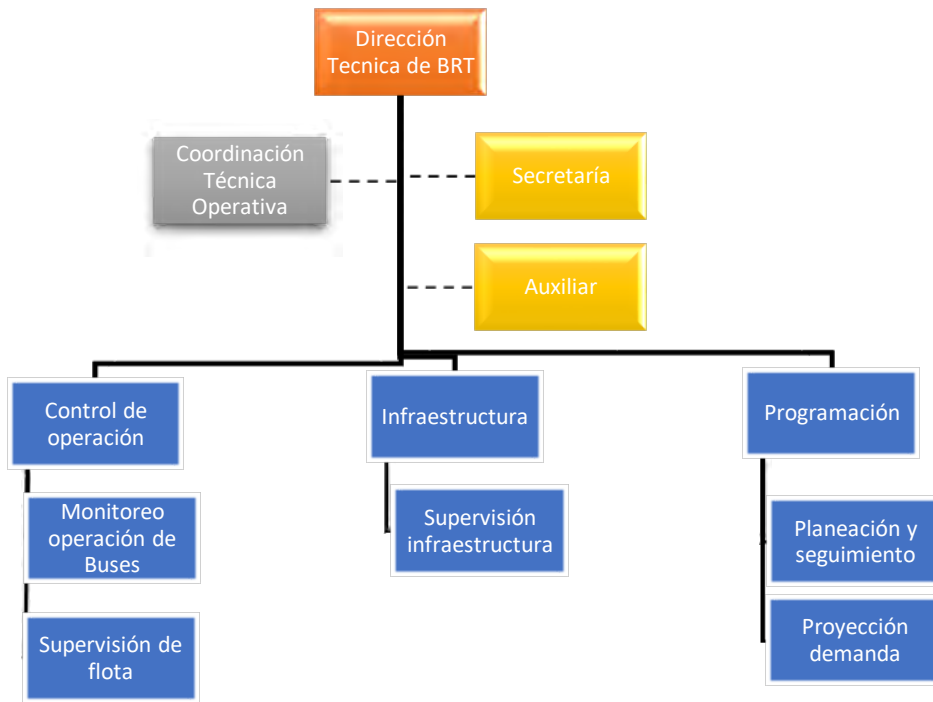 Dirección
Tecnica de BRT
Coordinación
Técnica
Operativa
Secretaría
Auxiliar
Control de
operación
Infraestructura
Programación
Monitoreo
operación de
Buses
Supervisión
infraestructura
Planeación y
seguimiento
Supervisión de
flota
Proyección
demanda